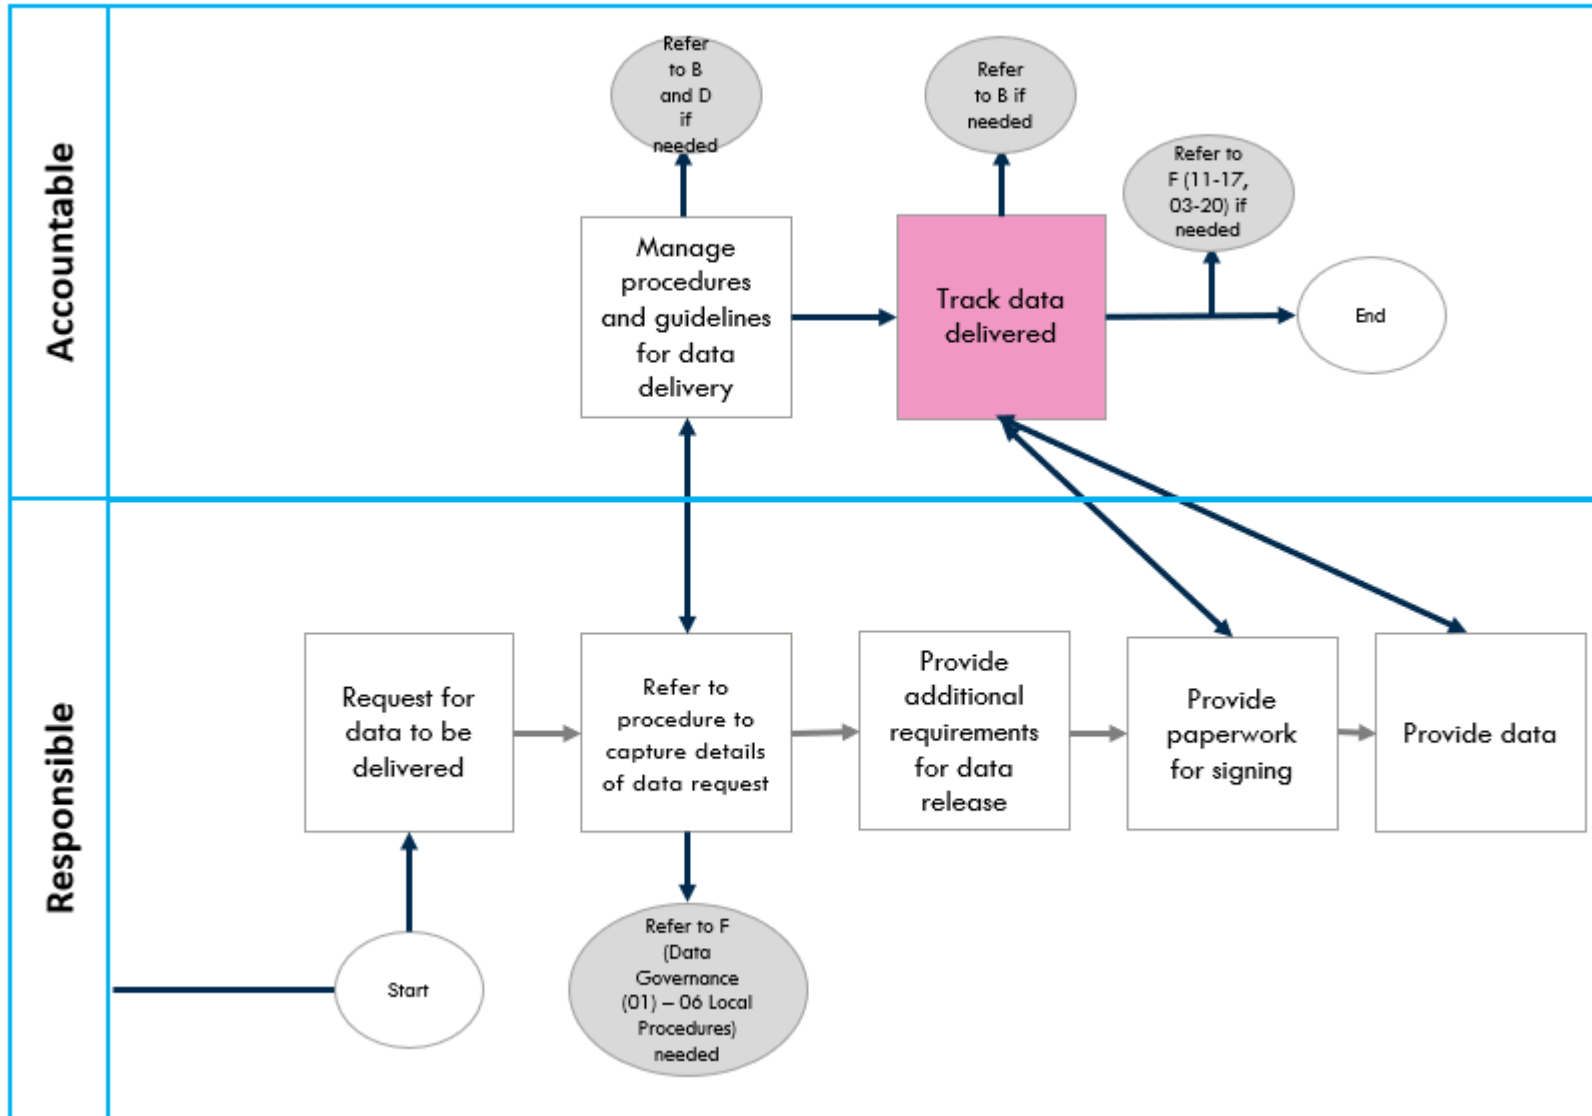 Accountable
Refer
to B
and D
if
needed
Refer
to B if
needed
Refer to
F (11-17,
03-20) if
needed
Manage
procedures
and guidelines
for data
delivery
Track data
delivered
End
Responsible
Request for
data to be
delivered
Refer to
procedure to
capture details
of data request
Provide
additional
requirements
for data
release
Provide
paperwork
for signing
Provide data
Start
Refer to F
(Data
Governance
(01) – 06 Local
Procedures)
needed